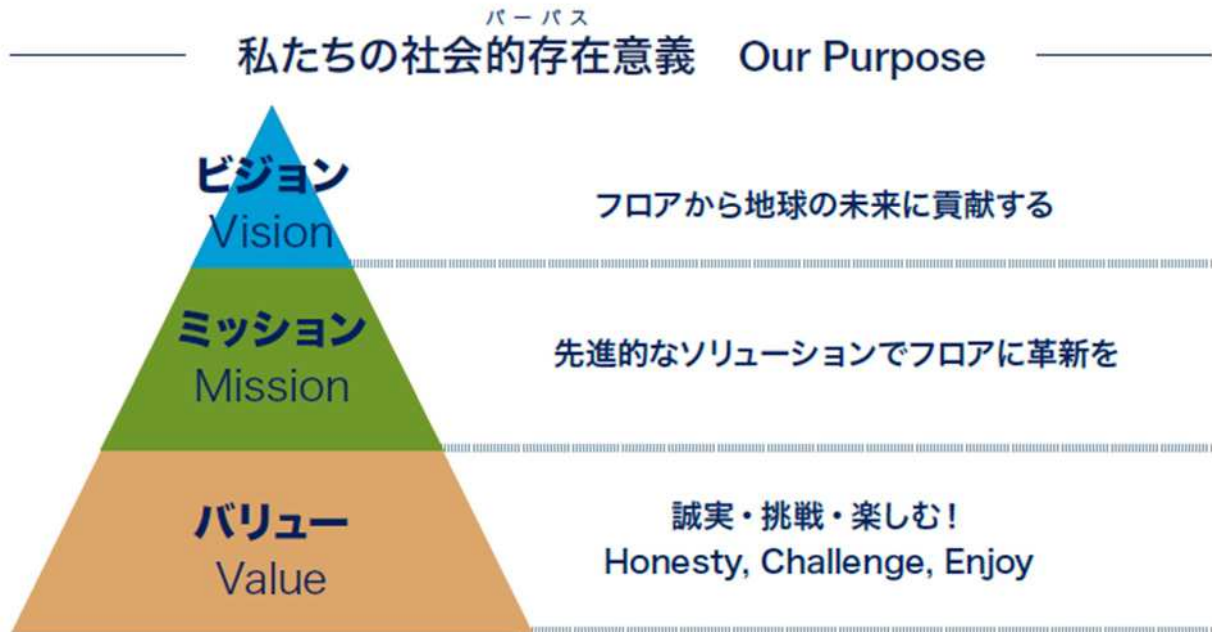 パーパス
私たちの社会的存在意義 Our Purpose
ビジョン
Vision
フロアから地球の未来に貢献する
ミッション
Mission
先進的なソリューションでフロアに革新を
バリュー
Value
誠実・挑戦・楽しむ！
Honesty, Challenge, Enjoy